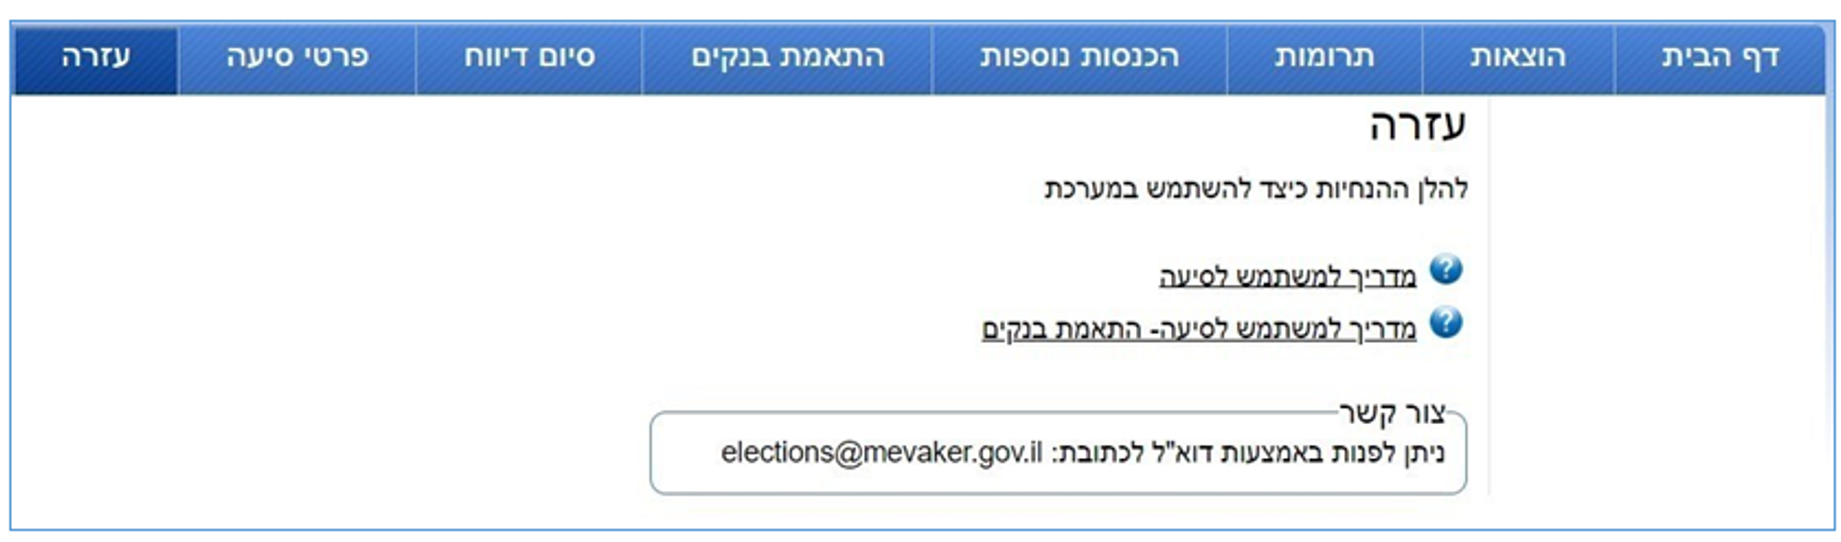 דף הבית הוצאות תרומות הכנסות נוספות התאמת בנקים סיום דיווח פרטי סיעה עזרה
עזרה
להלן ההנחיות כיצד להשתמש במערכת
? מדריך למשתמש לסיעה
? מדריך למשתמש לסיעה- התאמת בנקים
צור קשר
ניתן לפנות באמצעות דוא"ל לכתובת: elections@mevaker.gov.il